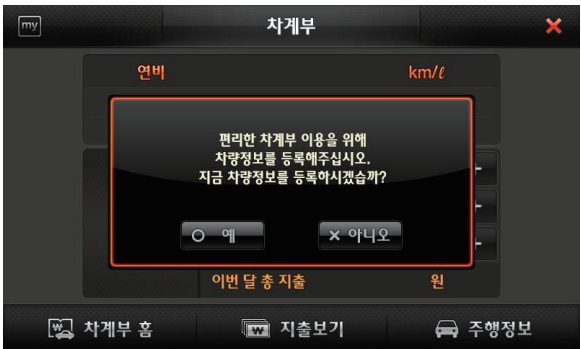 my
차계부
연비 km/ℓ
편리한 차계부 이용을 위해
차량정보를 등록해주십시오.
지금 차량정보를 등록하시겠습까?
예 아니오
이번 달 총 지출 원
차계부 홈 지출보기 주행정보